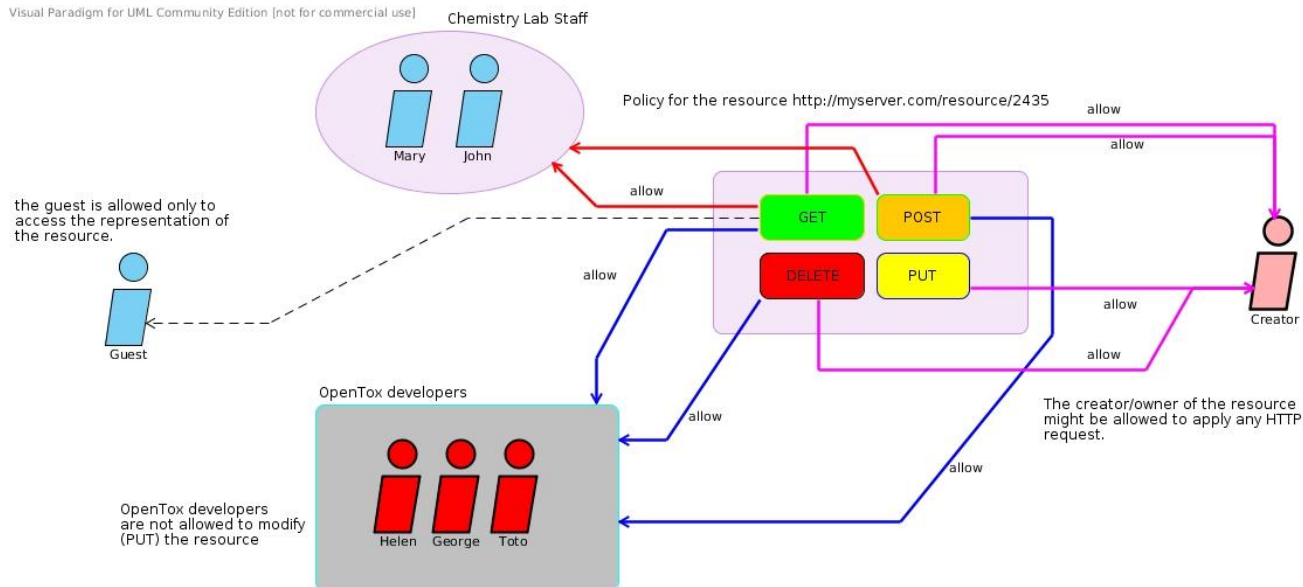 Visual Paradigm for UML Community Edition [not for commercial use]
Chemistry Lab Staff
Mary
John
Policy for the resource http://myserver.com/resource/2435
allow
allow
allow
the guest is allowed only to
access the representation of
the resource.
GET
POST
allow
DELETE
PUT
allow
Creator
Guest
allow
OpenTox developers
The creator/owner of the resource
might be allowed to apply any HTTP
request.
allow
allow
OpenTox developers
are not allowed to modify
(PUT) the resource
Helen
George
Toto